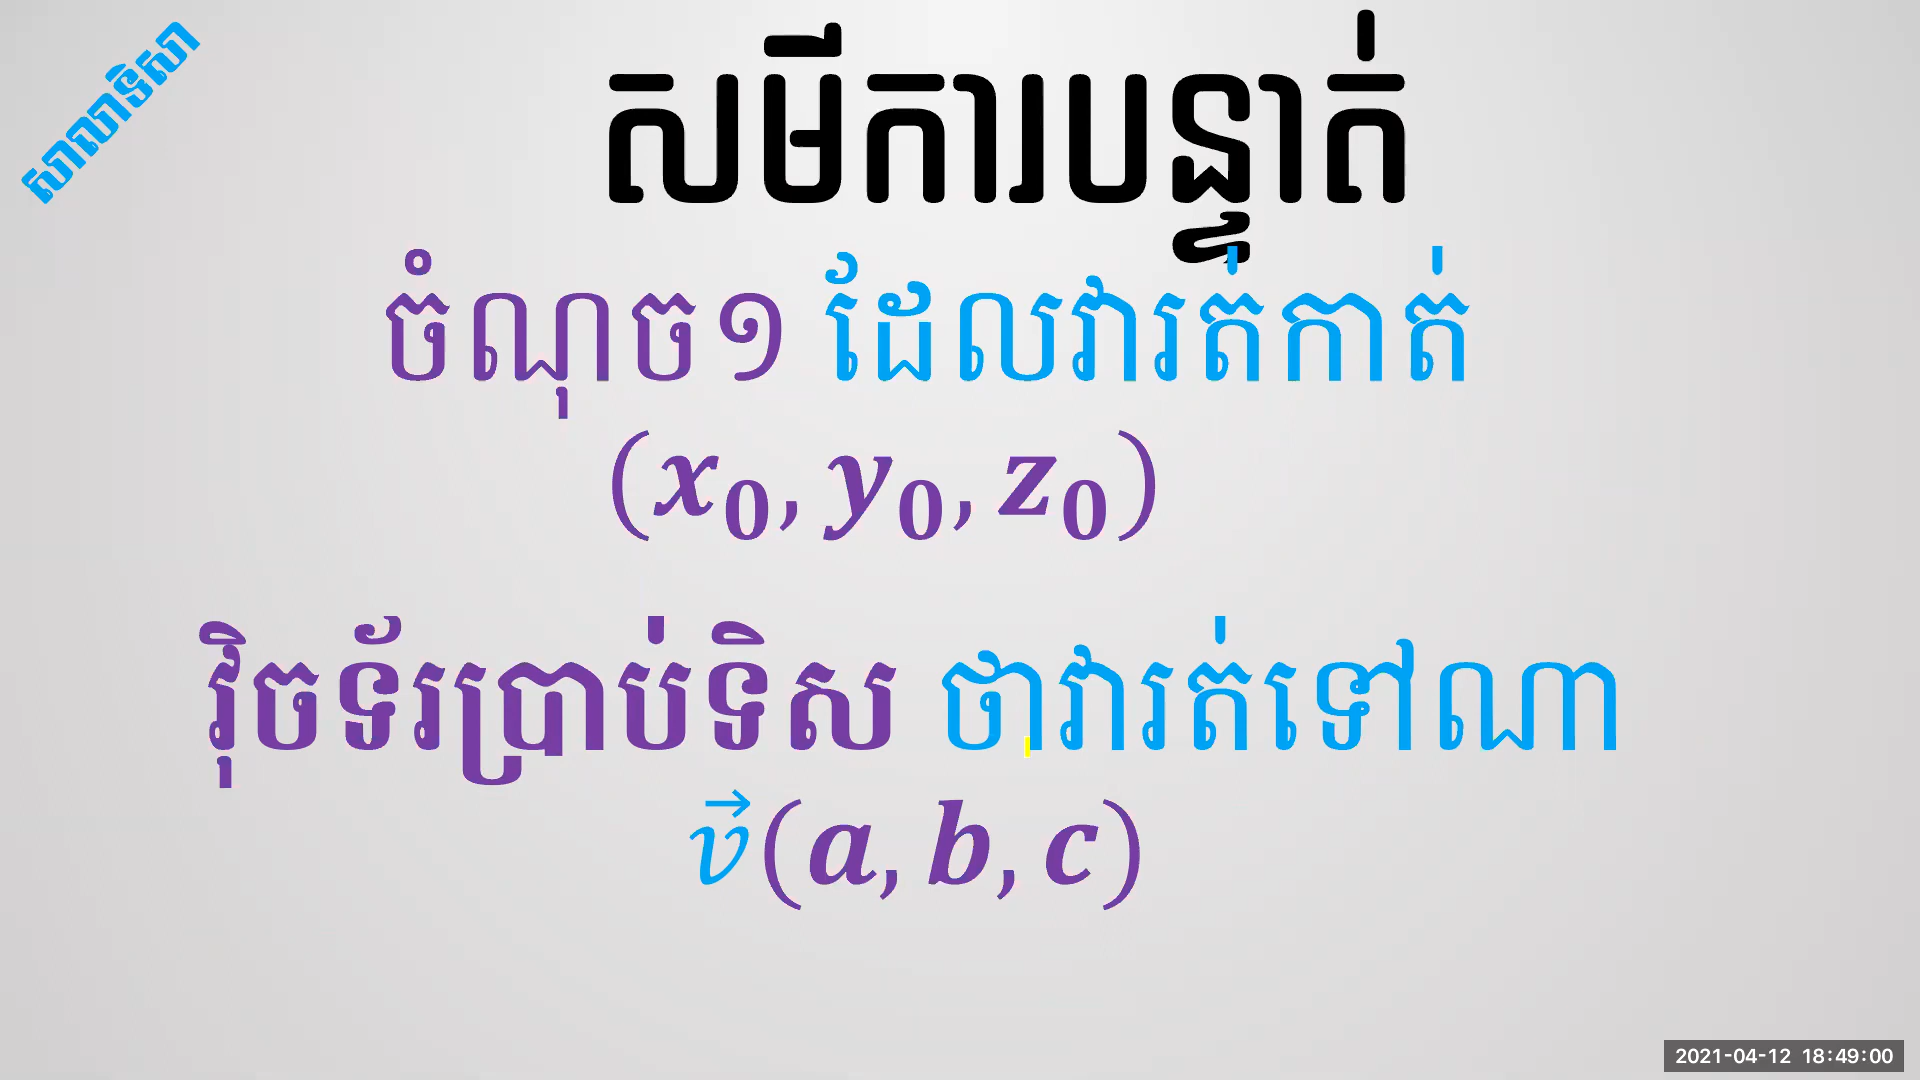 សាលាឌិសា
សមីការបន្ទាត់
ចំណុច១ ដែលវារត់កាត់
(x₀, y₀, z₀)
វ៉ិចទ័រប្រាប់ទិស ថាវារត់ទៅណា
v⃗(a, b, c)
2021-04-12 18:49:00